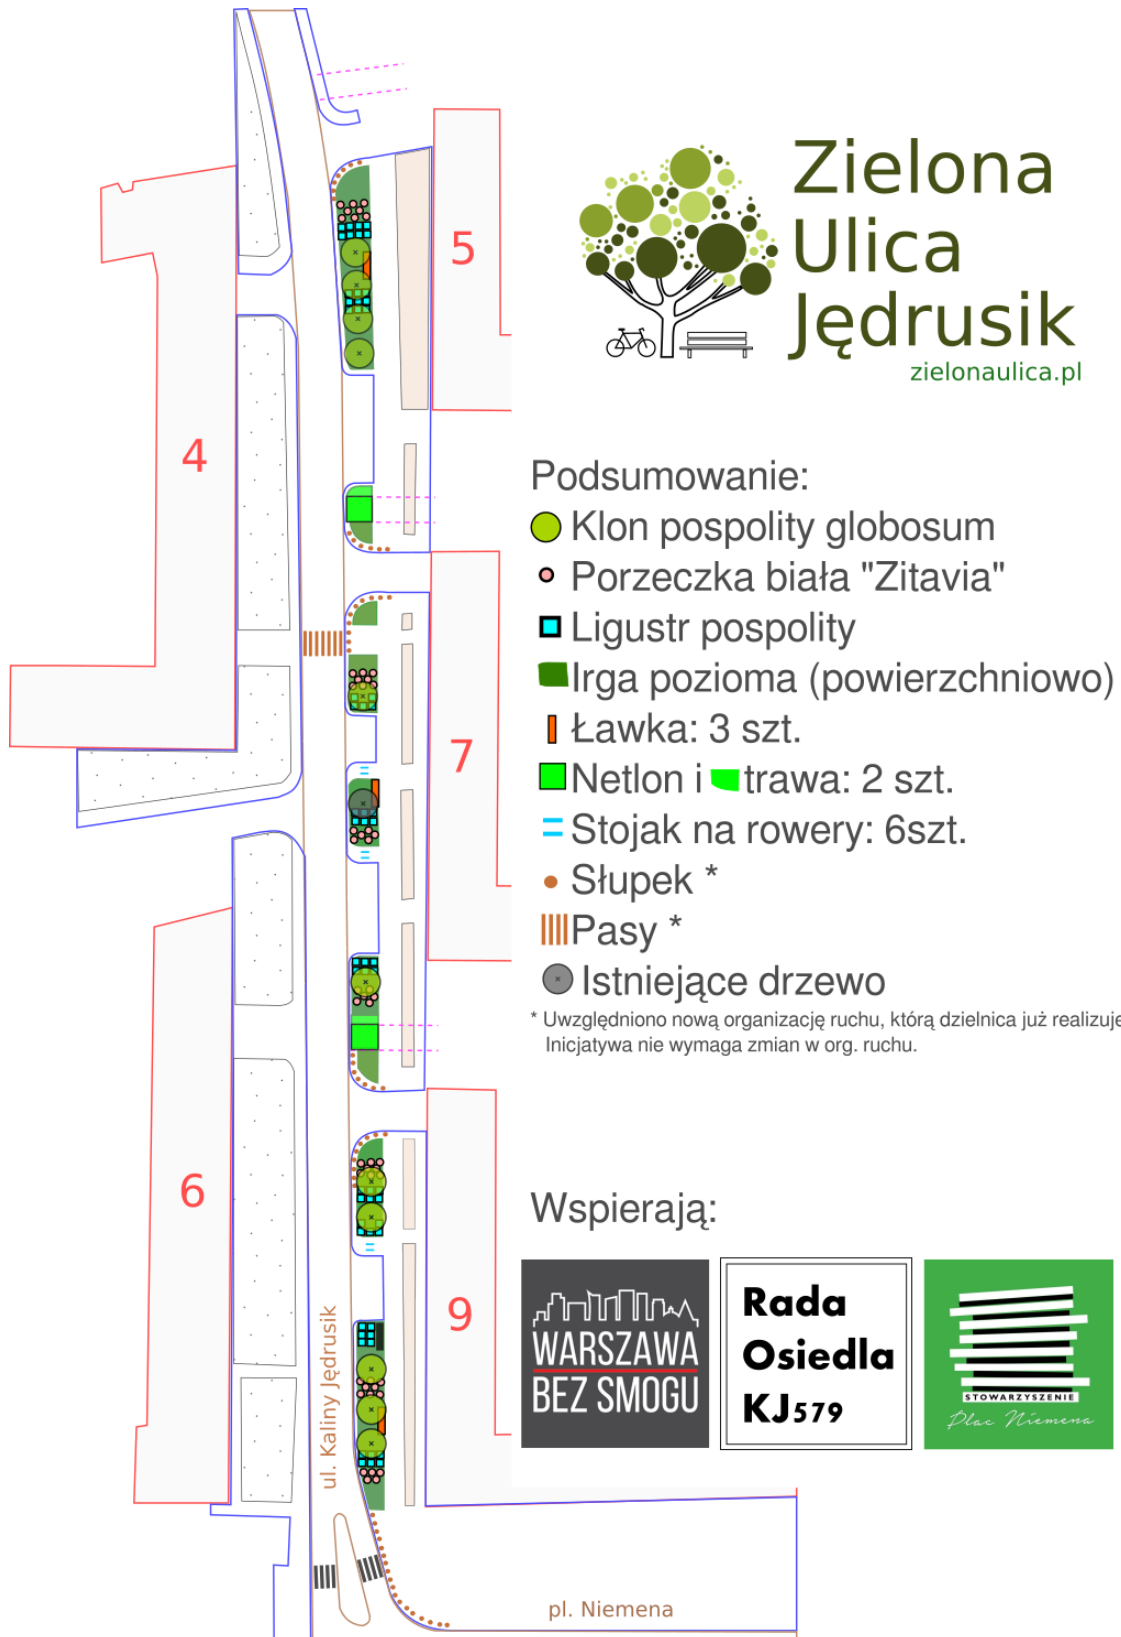 Zielona
Ulica
Jędrusik
zielonaulica.pl
5
4
Podsumowanie:
Klon pospolity globosum
Porzeczka biała "Zitavia"
Ligustr pospolity
Irga pozioma (powierzchniowo)
Ławka: 3 szt.
Netlon i trawa: 2 szt.
Stojak na rowery: 6szt.
Słupek *
Pasy *
Istniejące drzewo
* Uwzględniono nową organizację ruchu, którą dzielnica już realizuje
Inicjatywa nie wymaga zmian w org. ruchu.
7
6
9
Wspierają:
WARSZAWA
BEZ SMOGU
Rada
Osiedla
KJ579
STOWARZYSZENIE
Plac Niemena
ul. Kaliny Jędrusik
pl. Niemena